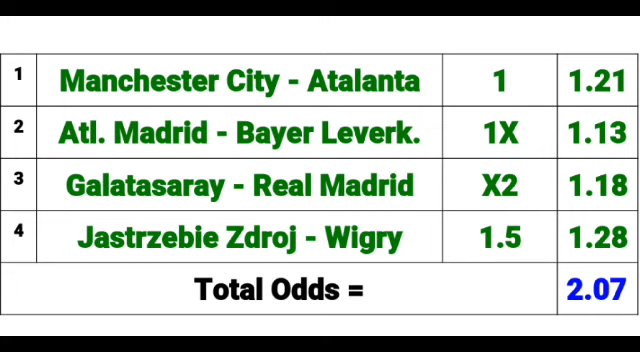 1 Manchester City - Atalanta 1 1.21
2 Atl. Madrid - Bayer Leverk. 1X 1.13
3 Galatasaray - Real Madrid X2 1.18
4 Jastrzebie Zdroj - Wigry 1.5 1.28
Total Odds = 2.07